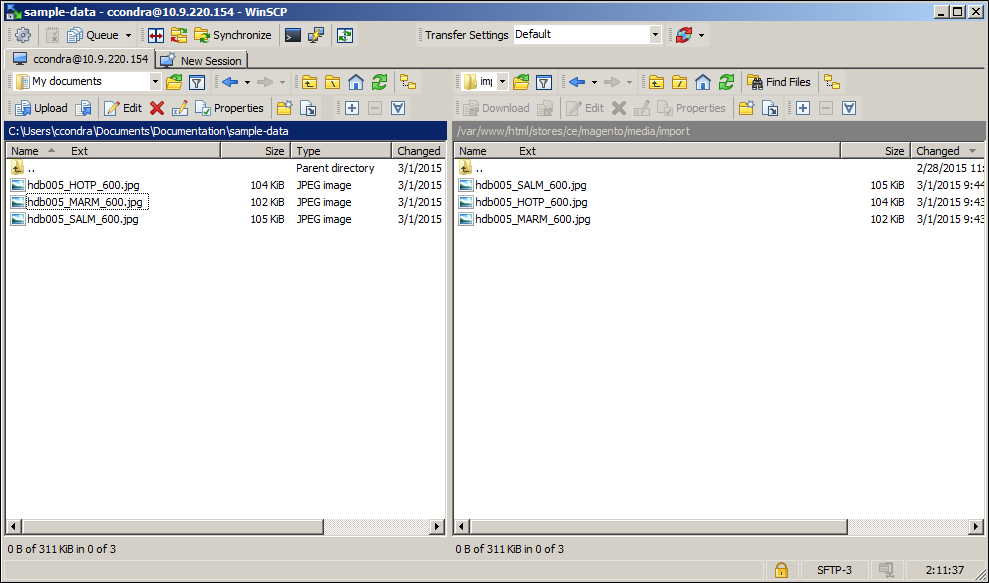 sample-data - ccondra@10.9.220.154 - WinSCP
Queue Synchronize Transfer Settings Default
ccondra@10.9.220.154 New Session
My documents imp Find Files
Upload Edit Properties Download Edit Properties
C:\Users\ccondra\Documents\Documentation\sample-data /var/www/html/stores/ce/magento/media/import
Name Ext Size Type Changed Name Ext Size Changed
.. Parent directory 3/1/2015 .. 2/28/2015 11:
hdb005_HOTP_600.jpg 104 KiB JPEG image 3/1/2015 hdb005_SALM_600.jpg 105 KiB 3/1/2015 9:44
hdb005_MARM_600.jpg 102 KiB JPEG image 3/1/2015 hdb005_HOTP_600.jpg 104 KiB 3/1/2015 9:43
hdb005_SALM_600.jpg 105 KiB JPEG image 3/1/2015 hdb005_MARM_600.jpg 102 KiB 3/1/2015 9:43
0 B of 311 KiB in 0 of 3 0 B of 311 KiB in 0 of 3
SFTP-3 2:11:37